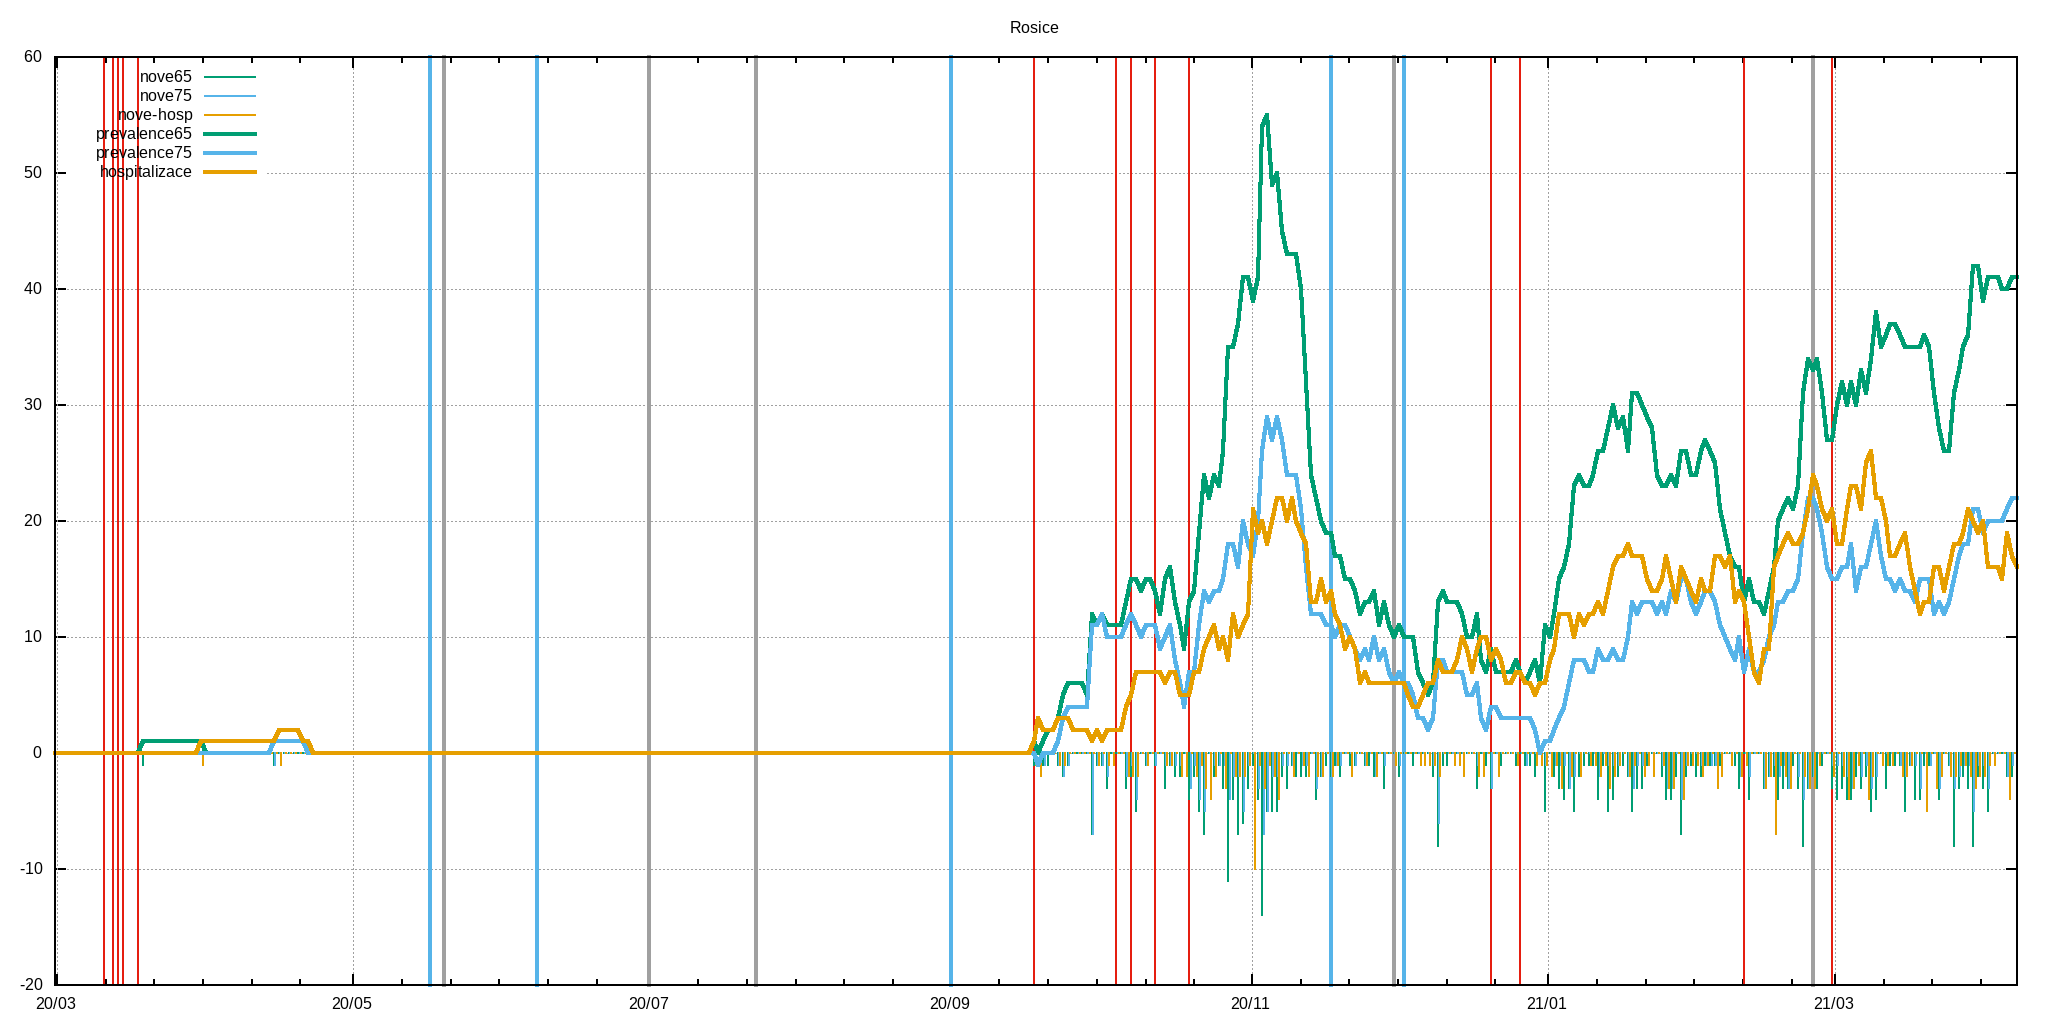 Rosice
60
50
40
30
20
10
0
-10
-20
nove65
nove75
nove-hosp
prevalence65
prevalence75
hospitalizace
20/03 20/05 20/07 20/09 20/11 21/01 21/03